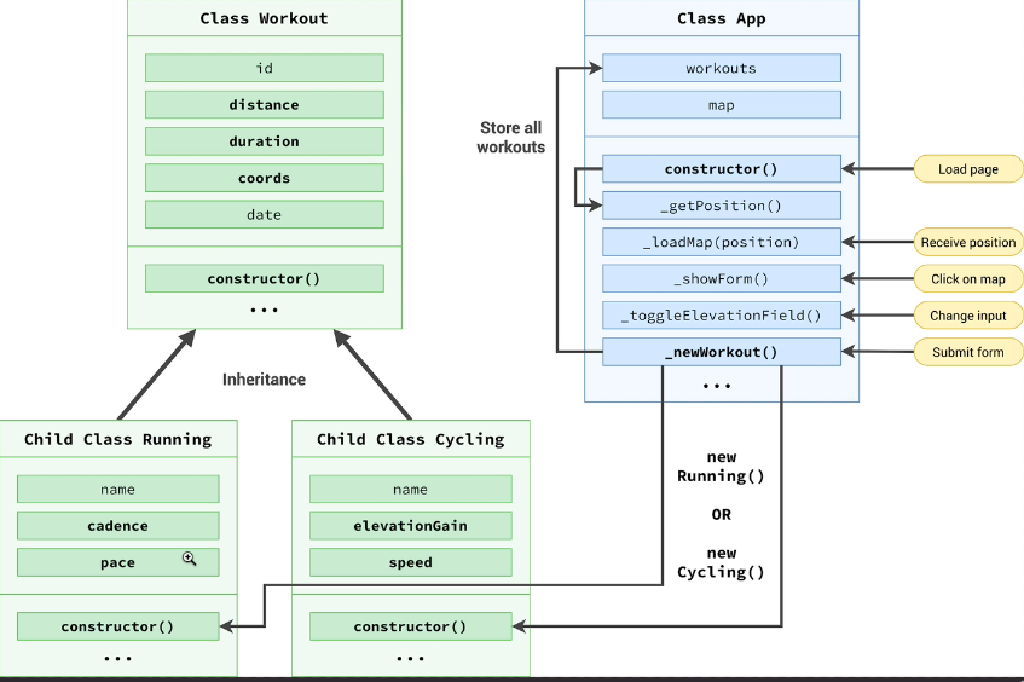 Class Workout
id
distance
duration
coords
date
constructor()
...
Inheritance
Child Class Running
name
cadence
pace
constructor()
...
Child Class Cycling
name
elevationGain
speed
constructor()
...
Class App
workouts
map
constructor()
_getPosition()
_loadMap(position)
_showForm()
_toggleElevationField()
_newWorkout()
...
Store all
workouts
Load page
Receive position
Click on map
Change input
Submit form
new
Running()
OR
new
Cycling()